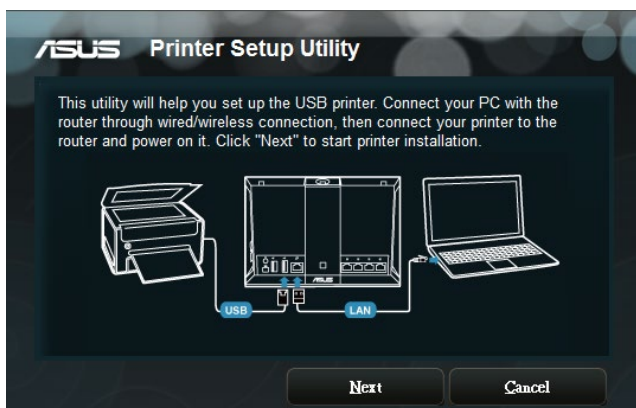 ASUS Printer Setup Utility
This utility will help you set up the USB printer. Connect your PC with the
router through wired/wireless connection, then connect your printer to the
router and power on it. Click "Next" to start printer installation.
ASUS
USB
LAN
Next
Cancel